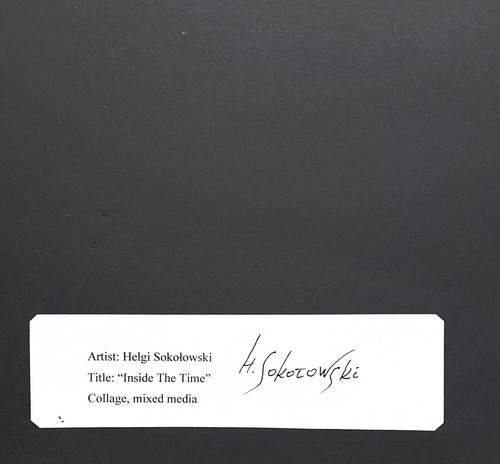 Artist: Helgi Sokołowski
Title: “Inside The Time”
Collage, mixed media
H. Sokołowski